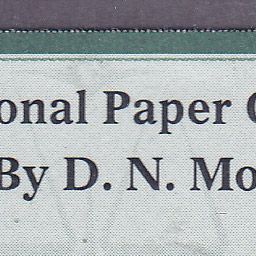 onal Paper C
By D. N. Mo